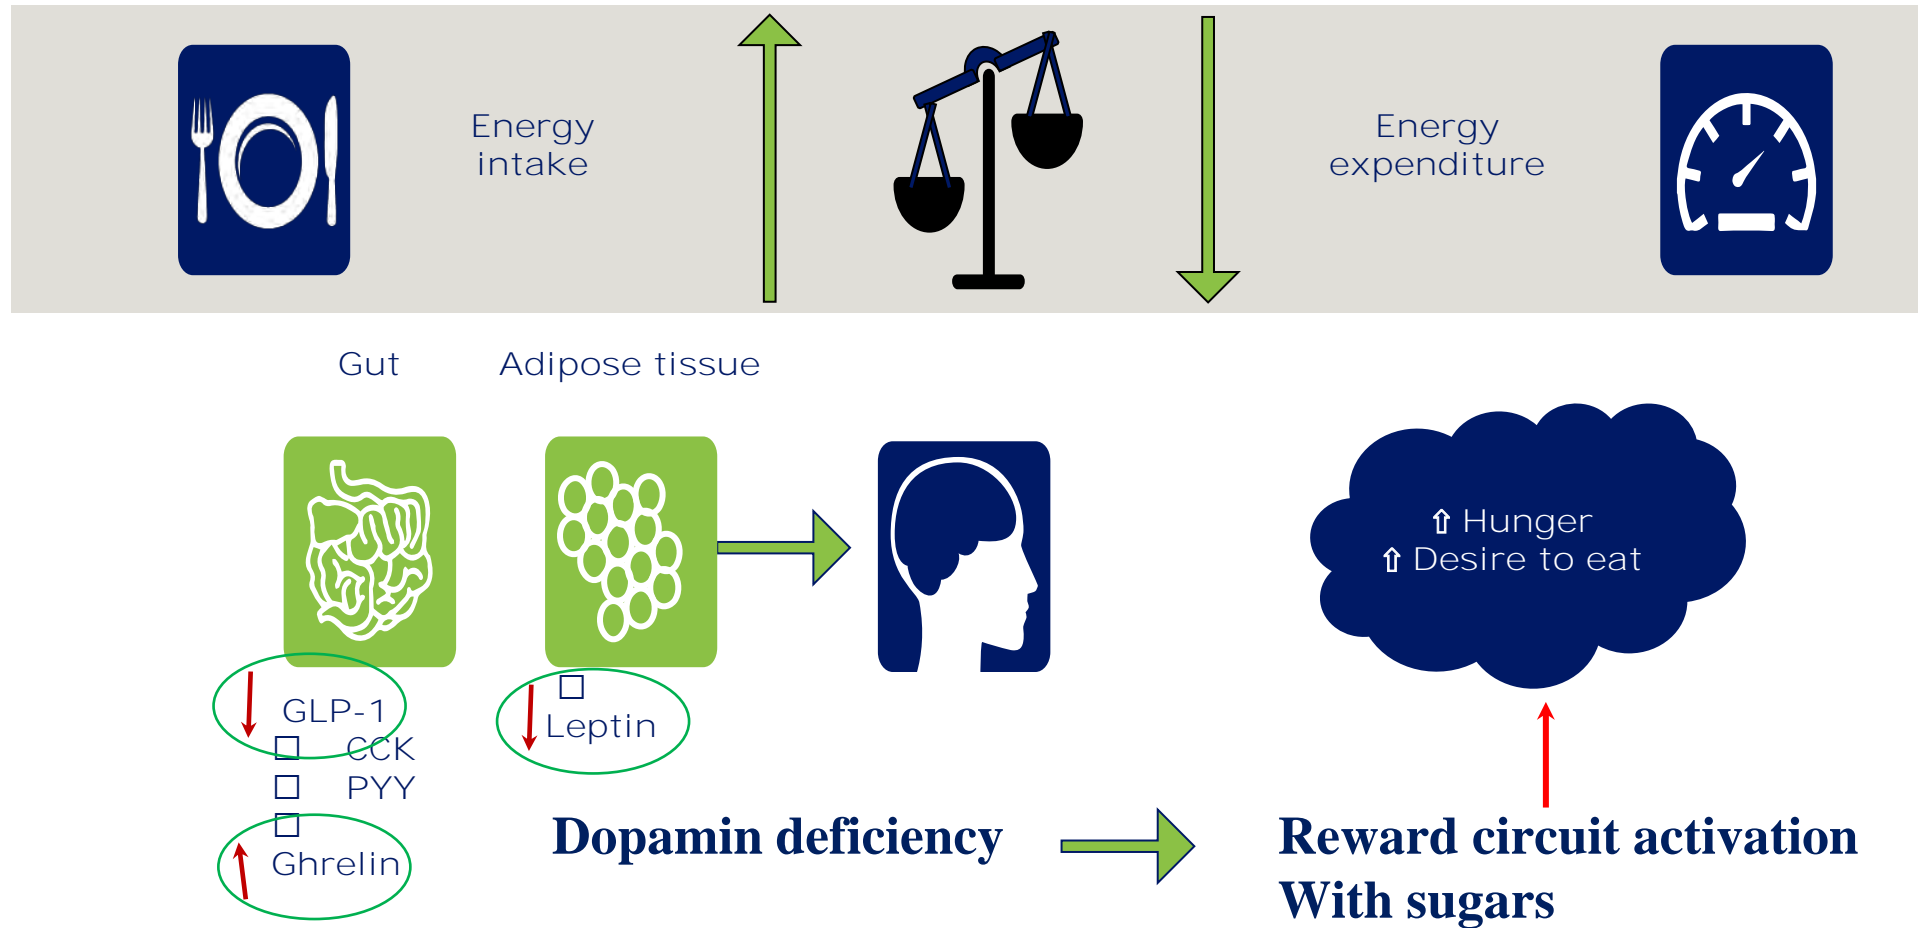 Energy
intake
Energy
expenditure
Gut
Adipose tissue
⇧ Hunger
⇧ Desire to eat
GLP-1
☐ CCK
☐ PYY
☐
Ghrelin
☐
Leptin
Dopamin deficiency
Reward circuit activation
With sugars